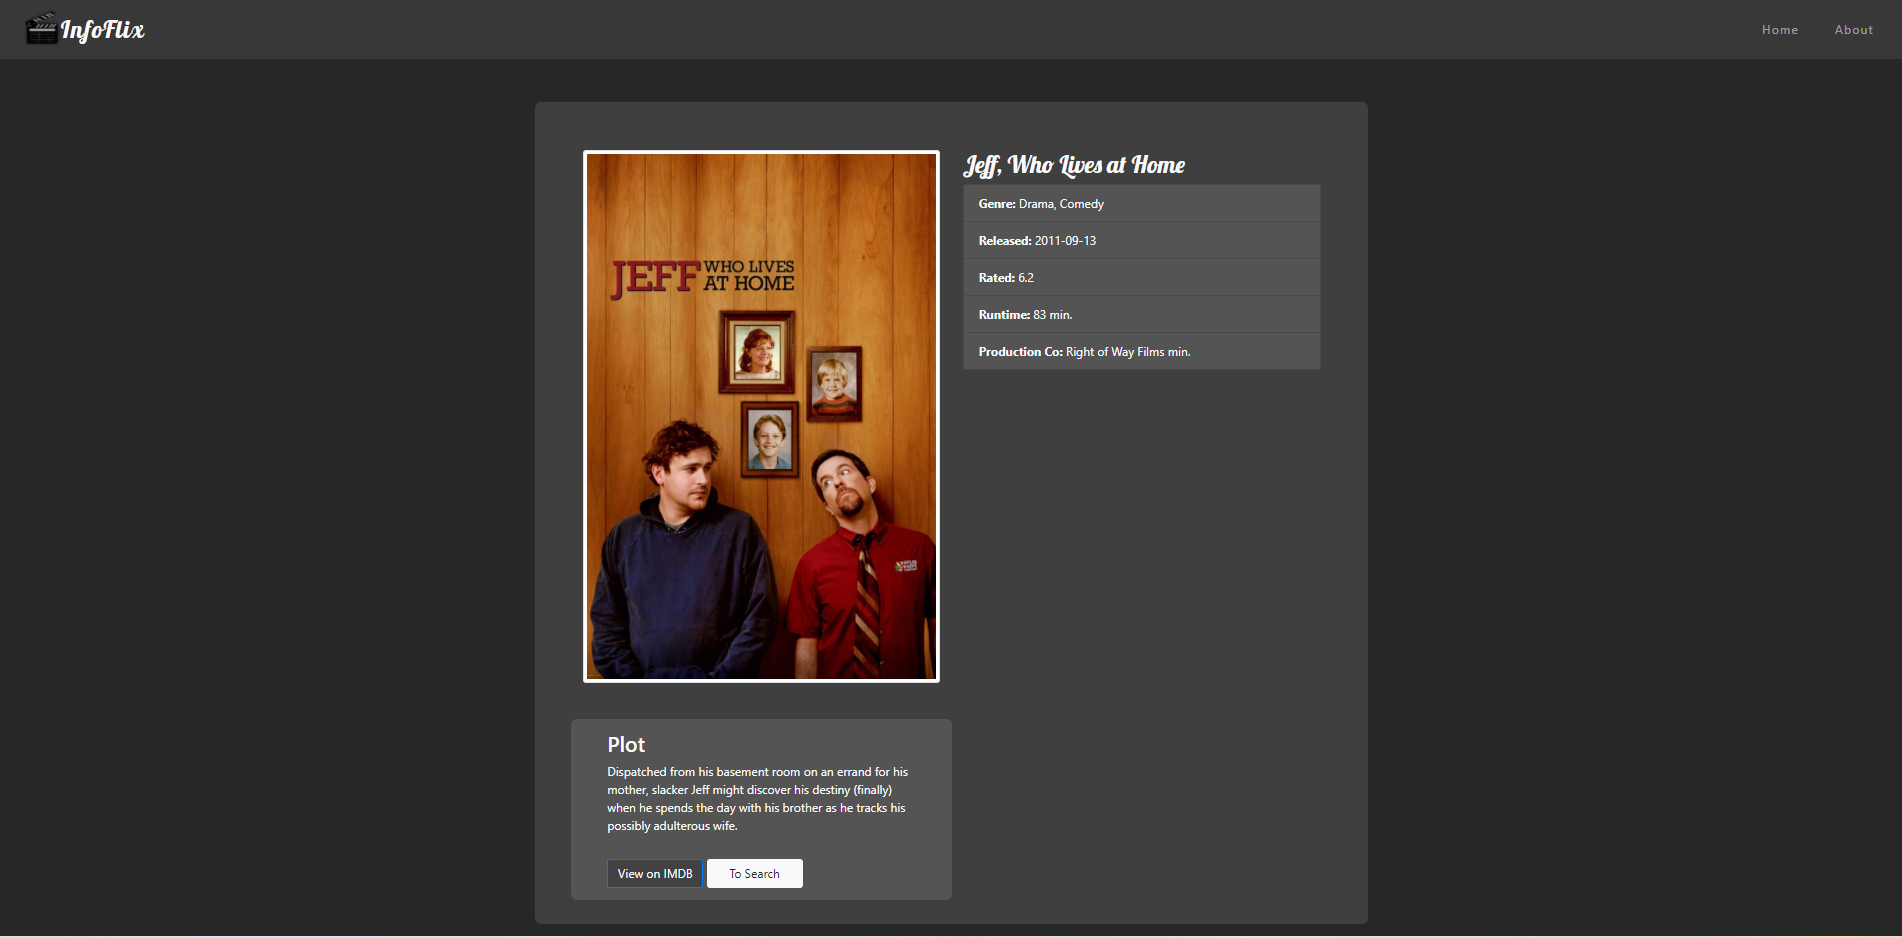 InfoFlix
Home
About
JEFF WHO LIVES
AT HOME
Jeff, Who Lives at Home
Genre: Drama, Comedy
Released: 2011-09-13
Rated: 6.2
Runtime: 83 min.
Production Co: Right of Way Films min.
Plot
Dispatched from his basement room on an errand for his
mother, slacker Jeff might discover his destiny (finally)
when he spends the day with his brother as he tracks his
possibly adulterous wife.
View on IMDB
To Search